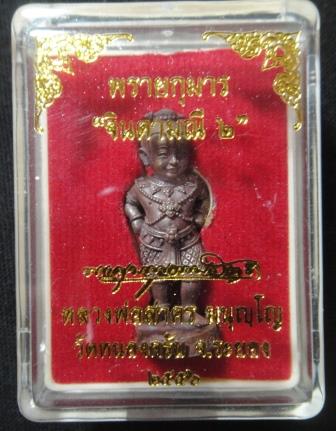 พรายกุมาร
"จินดามณี ๒"
หลวงพ่อสาคร มนุญโญ
วัดหนองกรับ จ.ระยอง
๒๕๕๖